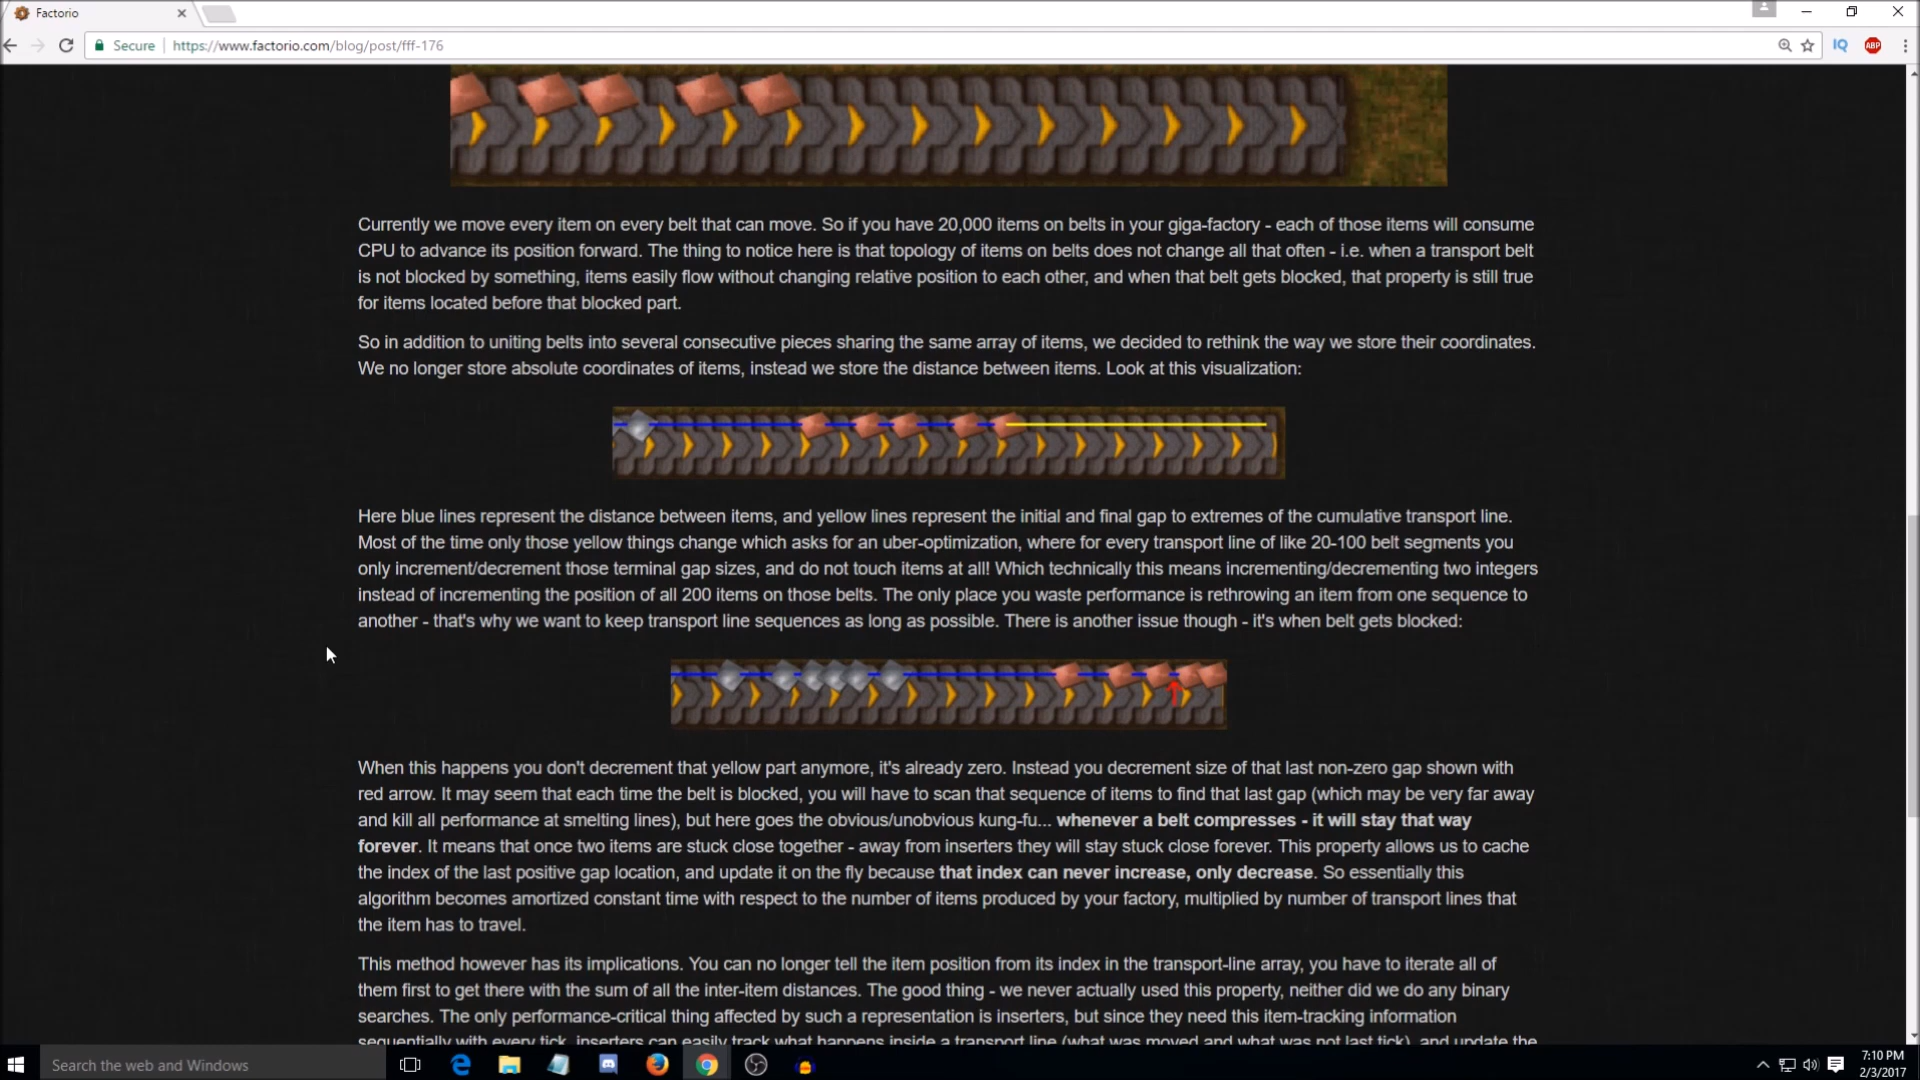 Factorio
Secure https://www.factorio.com/blog/post/fff-176
IQ
ABP
Currently we move every item on every belt that can move. So if you have 20,000 items on belts in your giga-factory - each of those items will consume
CPU to advance its position forward. The thing to notice here is that topology of items on belts does not change all that often - i.e. when a transport belt
is not blocked by something, items easily flow without changing relative position to each other, and when that belt gets blocked, that property is still true
for items located before that blocked part.
So in addition to uniting belts into several consecutive pieces sharing the same array of items, we decided to rethink the way we store their coordinates.
We no longer store absolute coordinates of items, instead we store the distance between items. Look at this visualization:
Here blue lines represent the distance between items, and yellow lines represent the initial and final gap to extremes of the cumulative transport line.
Most of the time only those yellow things change which asks for an uber-optimization, where for every transport line of like 20-100 belt segments you
only increment/decrement those terminal gap sizes, and do not touch items at all! Which technically this means incrementing/decrementing two integers
instead of incrementing the position of all 200 items on those belts. The only place you waste performance is rethrowing an item from one sequence to
another - that's why we want to keep transport line sequences as long as possible. There is another issue though - it's when belt gets blocked:
When this happens you don't decrement that yellow part anymore, it's already zero. Instead you decrement size of that last non-zero gap shown with
red arrow. It may seem that each time the belt is blocked, you will have to scan that sequence of items to find that last gap (which may be very far away
and kill all performance at smelting lines), but here goes the obvious/unobvious kung-fu... whenever a belt compresses - it will stay that way
forever. It means that once two items are stuck close together - away from inserters they will stay stuck close forever. This property allows us to cache
the index of the last positive gap location, and update it on the fly because that index can never increase, only decrease. So essentially this
algorithm becomes amortized constant time with respect to the number of items produced by your factory, multiplied by number of transport lines that
the item has to travel.
This method however has its implications. You can no longer tell the item position from its index in the transport-line array, you have to iterate all of
them first to get there with the sum of all the inter-item distances. The good thing - we never actually used this property, neither did we do any binary
searches. The only performance-critical thing affected by such a representation is inserters, but since they need this item-tracking information
sequentially with every tick, inserters can easily track what happens inside a transport line (what was moved and what was not last tick), and update the
Search the web and Windows
7:10 PM
2/3/2017